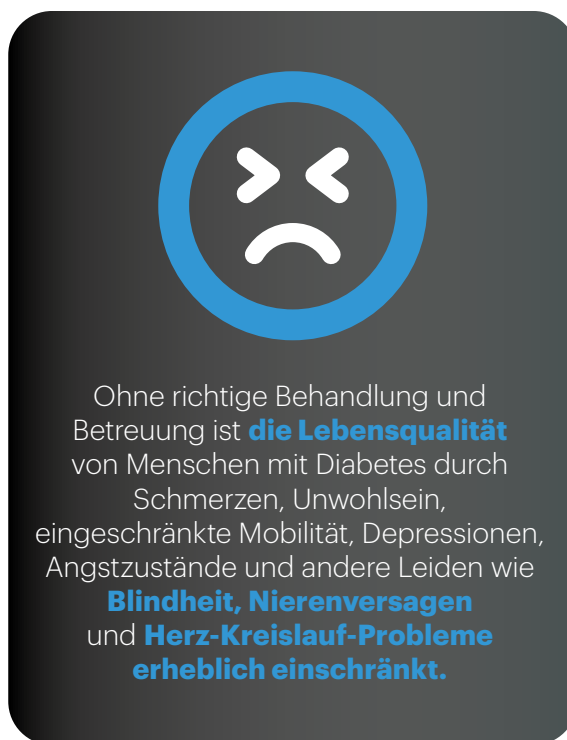 Ohne richtige Behandlung und
Betreuung ist die Lebensqualität
von Menschen mit Diabetes durch
Schmerzen, Unwohlsein,
eingeschränkte Mobilität, Depressionen,
Angstzustände und andere Leiden wie
Blindheit, Nierenversagen
und Herz-Kreislauf-Probleme
erheblich einschränkt.